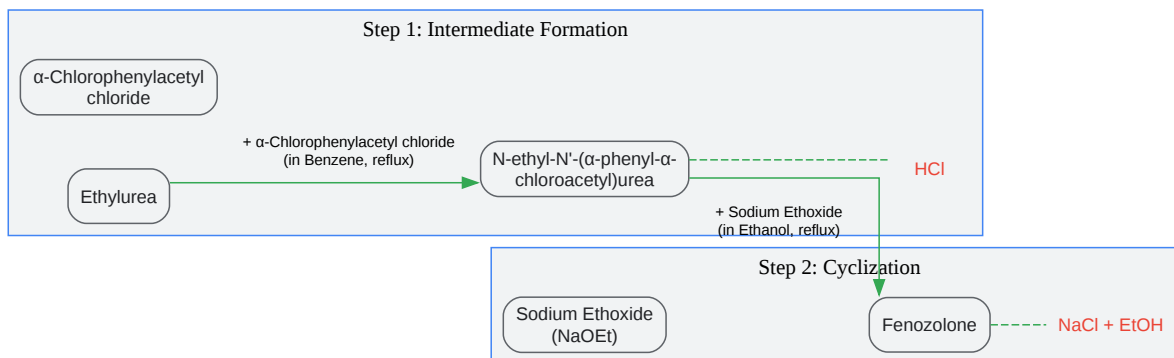 Step 1: Intermediate Formation
α-Chlorophenylacetyl
chloride
+ α-Chlorophenylacetyl chloride
(in Benzene, reflux)
Ethylurea
N-ethyl-N'-(α-phenyl-α-
chloroacetyl)urea
HCl
+ Sodium Ethoxide
(in Ethanol, reflux)
Step 2: Cyclization
Sodium Ethoxide
(NaOEt)
Fenozolone
NaCl + EtOH